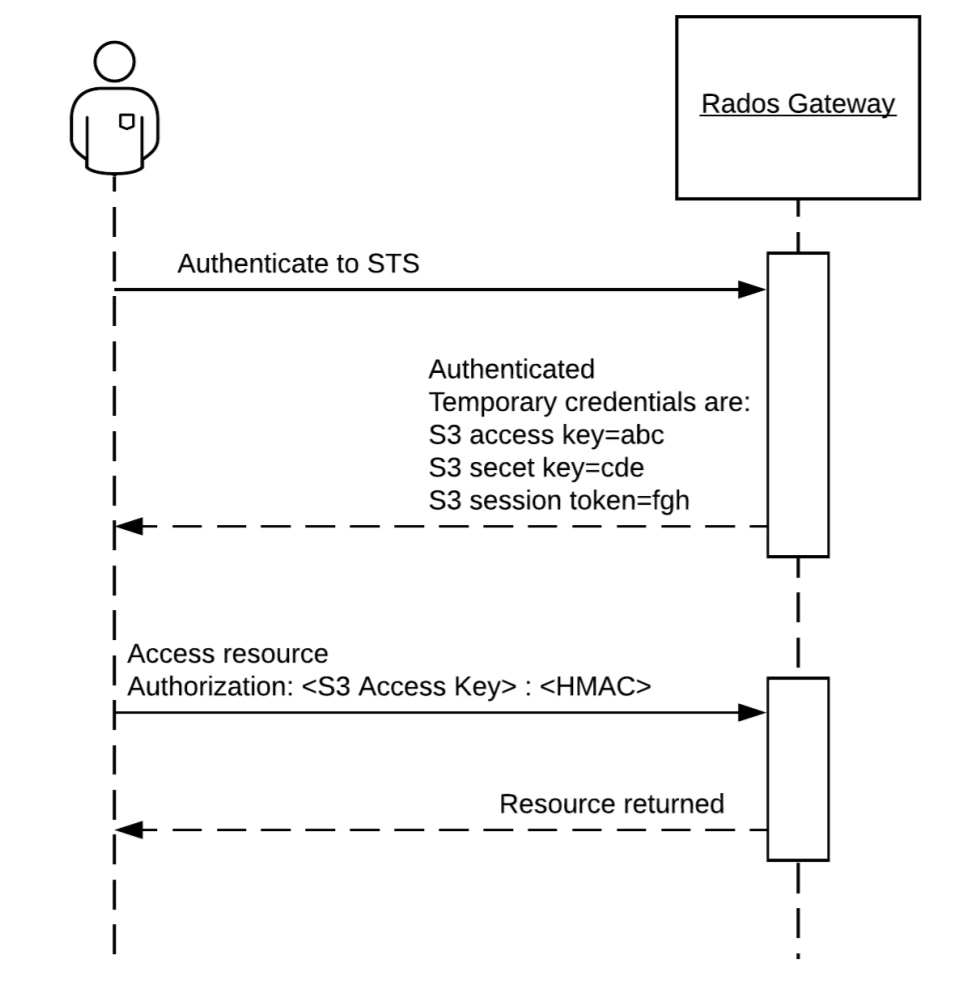 Rados Gateway
Authenticate to STS
Authenticated
Temporary credentials are:
S3 access key=abc
S3 secet key=cde
S3 session token=fgh
Access resource
Authorization: <S3 Access Key> : <HMAC>
Resource returned